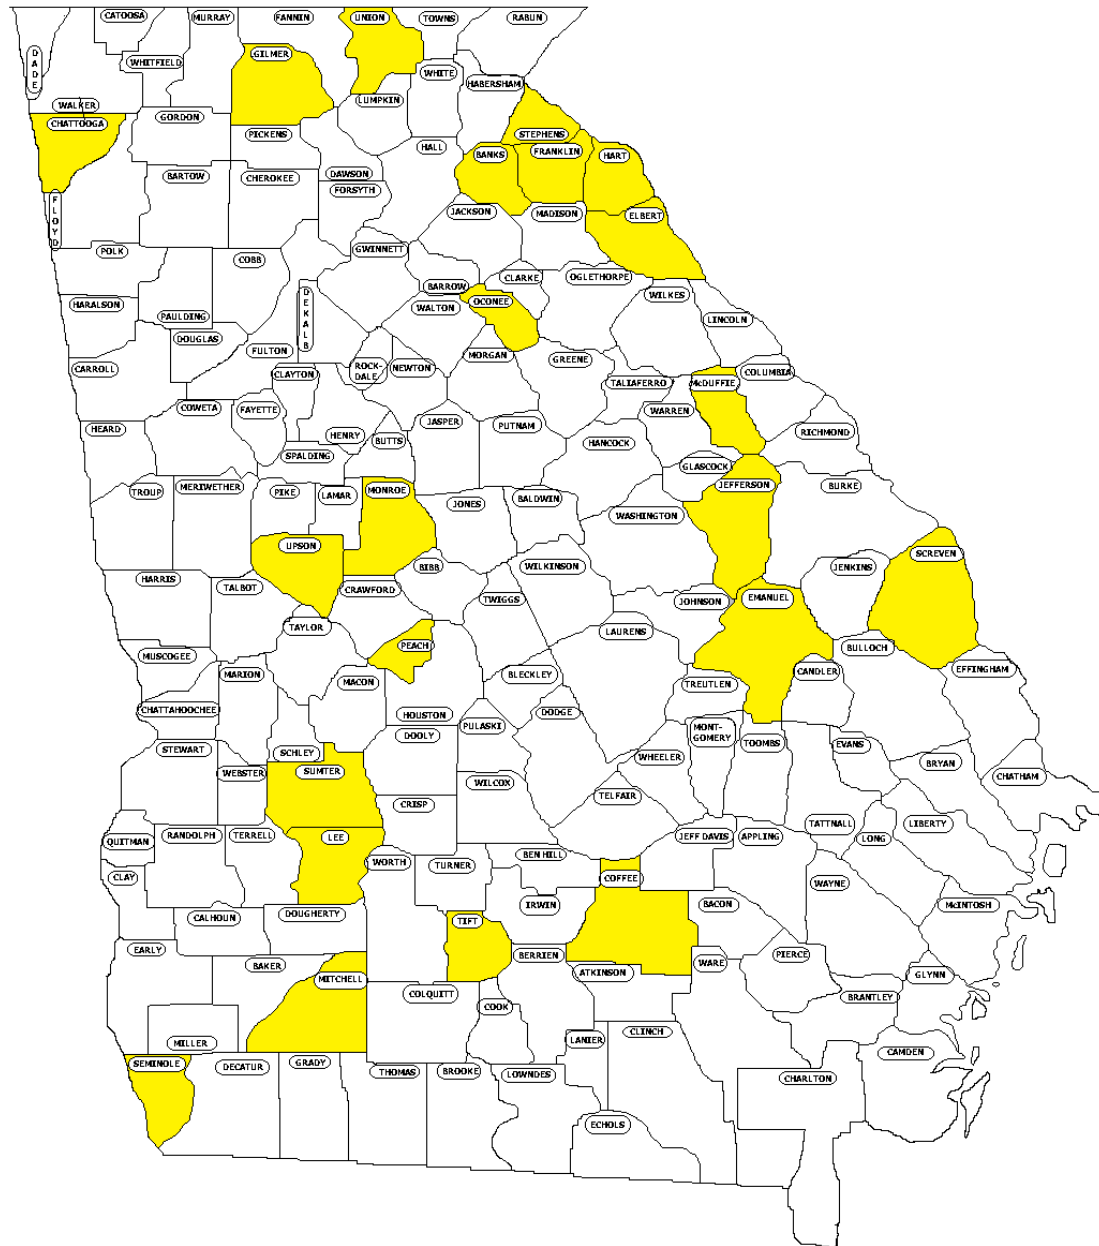 CATOOSA
MURRAY
FANNIN
UNION
TOWNS
RABUN
DADE
WHITFIELD
GILMER
WHITE
HABERSHAM
WALKER
LUMPKIN
CHATTOOGA
GORDON
PICKENS
STEPHENS
HALL
BANKS
FRANKLIN
HART
BARTOW
CHEROKEE
DAWSON
FORSYTH
FLOYD
JACKSON
MADISON
ELBERT
POLK
COBB
GWINNETT
BARROW
CLARKE
OGLETHORPE
HARALSON
PAULDING
DEKALB
WALTON
OCONEE
WILKES
LINCOLN
DOUGLAS
FULTON
CARROLL
CLAYTON
ROCK-
DALE
NEWTON
MORGAN
GREENE
TALIAFERRO
McDUFFIE
COLUMBIA
COWETA
FAYETTE
WARREN
HEARD
HENRY
BUTTS
JASPER
PUTNAM
HANCOCK
RICHMOND
SPALDING
GLASCOCK
TROUP
MERIWETHER
PIKE
LAMAR
MONROE
JONES
BALDWIN
JEFFERSON
BURKE
WASHINGTON
UPSON
SCREVEN
HARRIS
TALBOT
CRAWFORD
BIBB
WILKINSON
JENKINS
TWIGGS
JOHNSON
EMANUEL
TAYLOR
LAURENS
MUSCOGEE
PEACH
BULLOCH
MARION
MACON
BLECKLEY
TREUTLEN
CANDLER
EFFINGHAM
CHATTAHOOCHEE
HOUSTON
DODGE
STEWART
SCHLEY
DOOLY
PULASKI
MONT-
GOMERY
TOOMBS
EVANS
WEBSTER
SUMTER
WILCOX
WHEELER
BRYAN
CHATHAM
CRISP
TELFAIR
QUITMAN
RANDOLPH
TERRELL
LEE
JEFF DAVIS
APPLING
TATTNALL
LONG
LIBERTY
CLAY
WORTH
TURNER
BEN HILL
COFFEE
WAYNE
CALHOUN
DOUGHERTY
TIFT
IRWIN
BACON
McINTOSH
EARLY
BAKER
MITCHELL
BERRIEN
ATKINSON
WARE
PIERCE
GLYNN
COLQUITT
COOK
BRANTLEY
MILLER
LANIER
CLINCH
CAMDEN
SEMINOLE
DECATUR
GRADY
THOMAS
BROOKE
LOWNDES
CHARLTON
ECHOLS